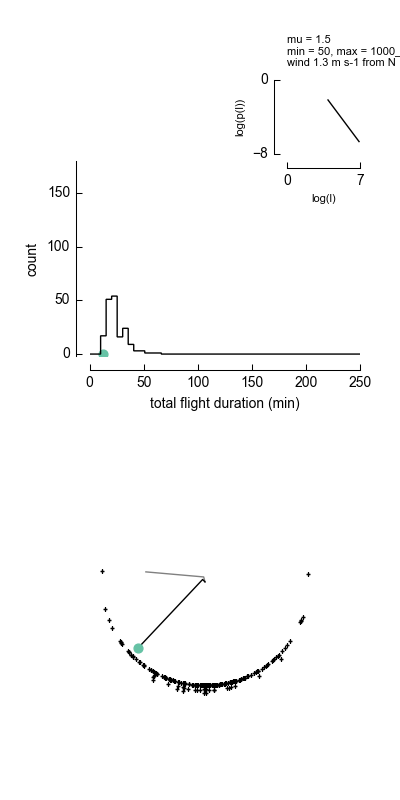 mu = 1.5
min = 50, max = 1000_
wind 1.3 m s-1 from N
0
log(p(l))
−8
0
7
log(l)
150
100
50
0
count
0
50
100
150
200
250
total flight duration (min)